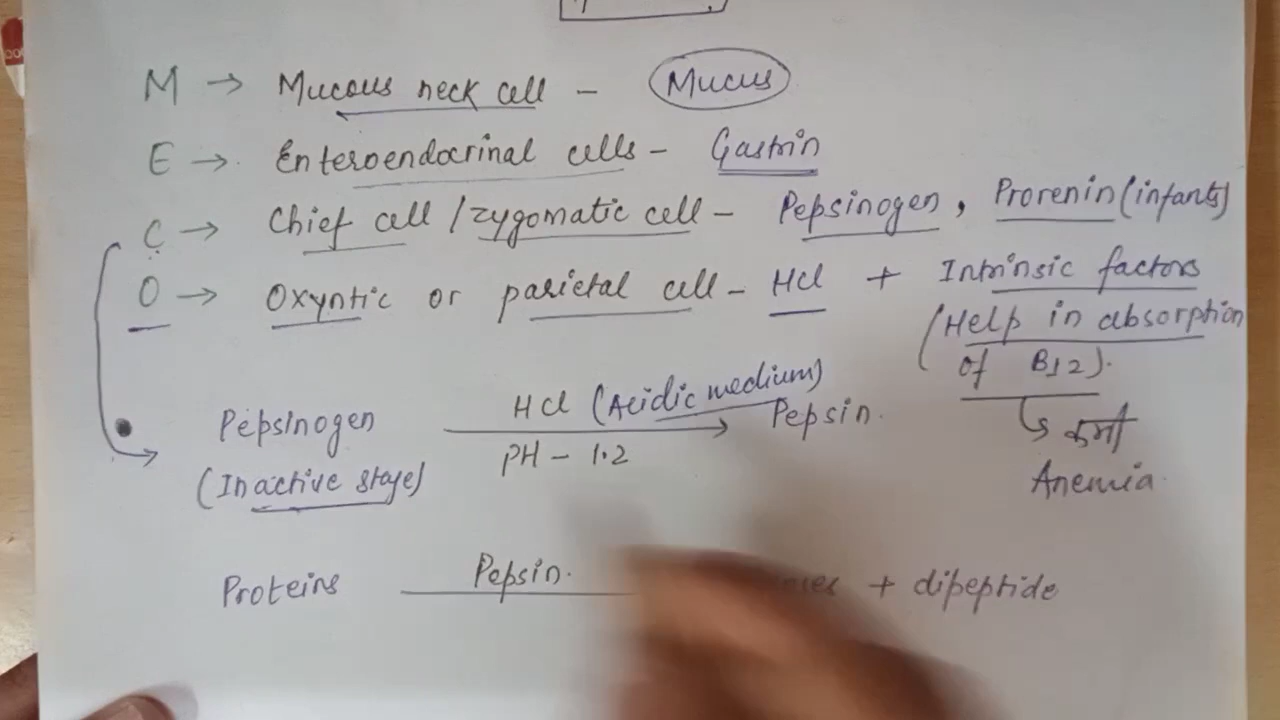 M → Mucous neck cell - Mucus
E → Enteroendocrinal cells - Gastrin
C → Chief cell / zygomatic cell - Pepsinogen, Prorenin (infants)
O → Oxyntic or parietal cell - HCl + Intrinsic factors
(Help in absorption
of B12).
कमी
Anemia
HCl (Acidic medium)
Pepsinogen → Pepsin.
PH - 1.2
(Inactive stage)
Pepsin.
Proteins + dipeptide